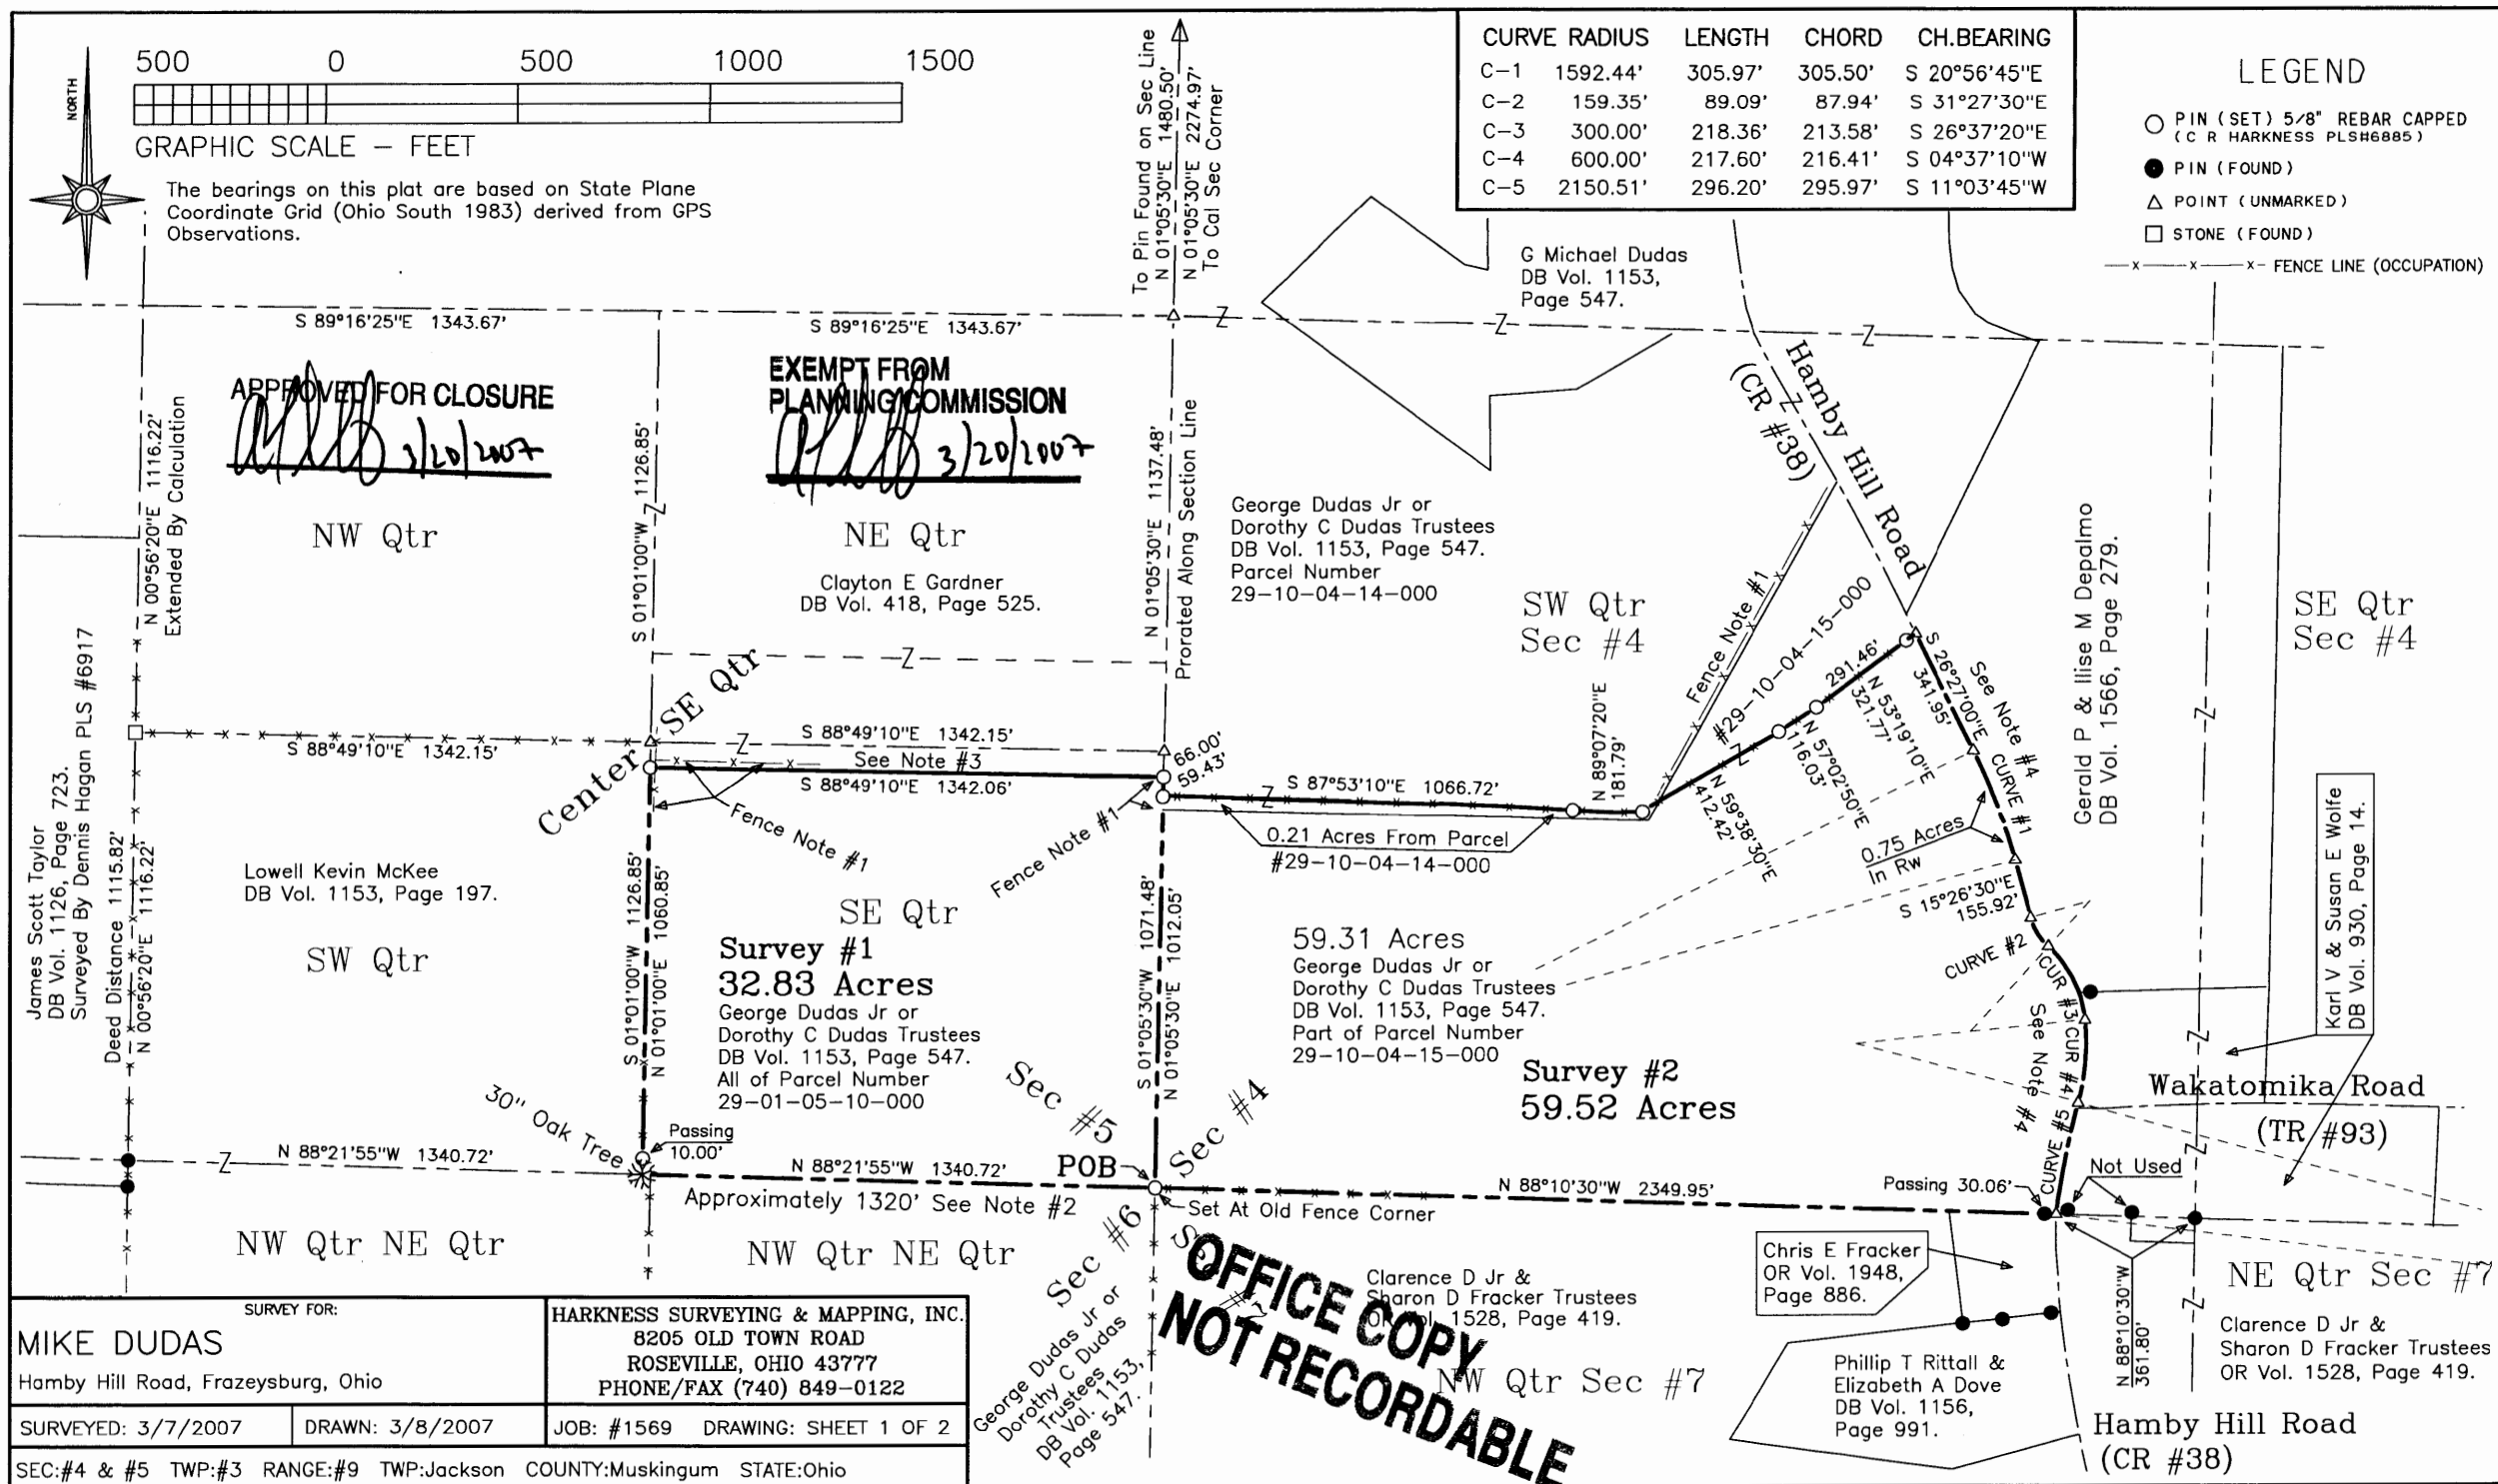 500 0 500 1000 1500
GRAPHIC SCALE – FEET
NORTH
The bearings on this plat are based on State Plane
Coordinate Grid (Ohio South 1983) derived from GPS
Observations.
To Pin Found on Sec Line
N 01°05'30"E 1480.50'
N 01°05'30"E 2274.97'
To Cal Sec Corner
CURVE RADIUS LENGTH CHORD CH.BEARING
C-1 1592.44' 305.97' 305.50' S 20°56'45"E
C-2 159.35' 89.09' 87.94' S 31°27'30"E
C-3 300.00' 218.36' 213.58' S 26°37'20"E
C-4 600.00' 217.60' 216.41' S 04°37'10"W
C-5 2150.51' 296.20' 295.97' S 11°03'45"W
LEGEND
PIN (SET) 5/8" REBAR CAPPED
(C R HARKNESS PLS#6885)
PIN (FOUND)
POINT (UNMARKED)
STONE (FOUND)
FENCE LINE (OCCUPATION)
G Michael Dudas
DB Vol. 1153,
Page 547.
S 89°16'25"E 1343.67'
S 89°16'25"E 1343.67'
APPROVED FOR CLOSURE
3/20/2007
EXEMPT FROM
PLANNING COMMISSION
3/20/2007
N 00°56'20"E 1116.22'
Extended By Calculation
S 01°01'00"W 1126.85'
N 01°05'30"E 1137.48'
Prorated Along Section Line
NW Qtr
NE Qtr
Clayton E Gardner
DB Vol. 418, Page 525.
George Dudas Jr or
Dorothy C Dudas Trustees
DB Vol. 1153, Page 547.
Parcel Number
29-10-04-14-000
Hamby Hill Road
(CR #38)
SW Qtr
Sec #4
Fence Note #1
#29-10-04-15-000
Gerald P & Ilise M Depalmo
DB Vol. 1566, Page 279.
SE Qtr
Sec #4
James Scott Taylor
DB Vol. 1126, Page 723.
Surveyed By Dennis Hagan PLS #6917
Deed Distance 1115.82'
N 00°56'20"E 1116.22'
S 88°49'10"E 1342.15'
Center SE Qtr
S 88°49'10"E 1342.15'
See Note #3
S 88°49'10"E 1342.06'
66.00'
59.43'
Fence Note #1
Fence Note #1
S 87°53'10"E 1066.72'
0.21 Acres From Parcel
#29-10-04-14-000
N 89°07'20"E
181.79'
N 59°38'30"E
412.42'
N 57°02'50"E
116.03'
291.46'
N 53°19'10"E
321.77'
S 26°27'00"E
341.95'
See Note #4
CURVE #1
0.75 Acres
In Rw
S 15°26'30"E
155.92'
CURVE #2
CUR #3
CUR #4
CURVE #5
See Note #4
Karl V & Susan E Wolfe
DB Vol. 930, Page 14.
Lowell Kevin McKee
DB Vol. 1153, Page 197.
SW Qtr
S 01°01'00"W 1126.85'
N 01°01'00"E 1060.85'
SE Qtr
Survey #1
32.83 Acres
George Dudas Jr or
Dorothy C Dudas Trustees
DB Vol. 1153, Page 547.
All of Parcel Number
29-01-05-10-000
S 01°05'30"W 1071.48'
N 01°05'30"E 1012.05'
59.31 Acres
George Dudas Jr or
Dorothy C Dudas Trustees
DB Vol. 1153, Page 547.
Part of Parcel Number
29-10-04-15-000
Survey #2
59.52 Acres
Wakatomika Road
(TR #93)
Sec #5
Sec #4
30" Oak Tree
Passing
10.00'
N 88°21'55"W 1340.72'
N 88°21'55"W 1340.72'
POB
Approximately 1320' See Note #2
Set At Old Fence Corner
N 88°10'30"W 2349.95'
Passing 30.06'
Not Used
NW Qtr NE Qtr
NW Qtr NE Qtr
Sec #6
George Dudas Jr or
Dorothy C Dudas
Trustees
DB Vol. 1153,
Page 547.
OFFICE COPY
NOT RECORDABLE
Clarence D Jr &
Sharon D Fracker Trustees
OR Vol. 1528, Page 419.
NW Qtr Sec #7
Chris E Fracker
OR Vol. 1948,
Page 886.
Phillip T Rittall &
Elizabeth A Dove
DB Vol. 1156,
Page 991.
N 88°10'30"W
361.80'
NE Qtr Sec #7
Clarence D Jr &
Sharon D Fracker Trustees
OR Vol. 1528, Page 419.
Hamby Hill Road
(CR #38)
SURVEY FOR:
MIKE DUDAS
Hamby Hill Road, Frazeysburg, Ohio
HARKNESS SURVEYING & MAPPING, INC.
8205 OLD TOWN ROAD
ROSEVILLE, OHIO 43777
PHONE/FAX (740) 849-0122
SURVEYED: 3/7/2007 DRAWN: 3/8/2007 JOB: #1569 DRAWING: SHEET 1 OF 2
SEC:#4 & #5 TWP:#3 RANGE:#9 TWP:Jackson COUNTY:Muskingum STATE:Ohio